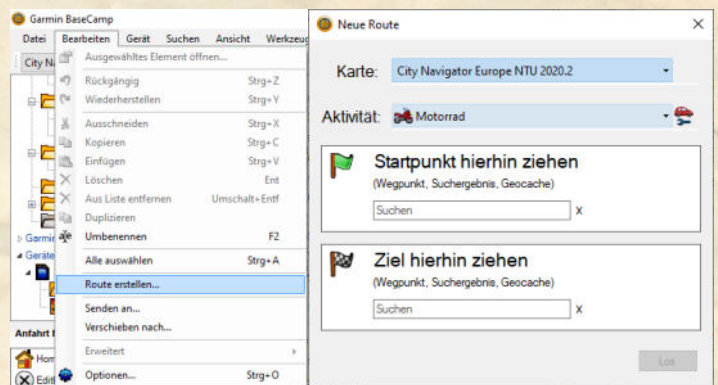 Garmin BaseCamp
Datei Bearbeiten Gerät Suchen Ansicht Werkzeug
City N
Ausgewähltes Element öffnen...
Rückgängig Strg+Z
Wiederherstellen Strg+Y
Ausschneiden Strg+X
Kopieren Strg+C
Einfügen Strg+V
Löschen Ent
Aus Liste entfernen Umschalt+Entf
Duplizieren
Umbenennen F2
Alle auswählen Strg+A
Route erstellen...
Senden an...
Verschieben nach...
Erweitert
Optionen... Strg+O
Garmin
Geräte
Anfahrt
Hom
Edit
Neue Route
Karte: City Navigator Europe NTU 2020.2
Aktivität: Motorrad
Startpunkt hierhin ziehen
(Wegpunkt, Suchergebnis, Geocache)
Suchen x
Ziel hierhin ziehen
(Wegpunkt, Suchergebnis, Geocache)
Suchen x
Los